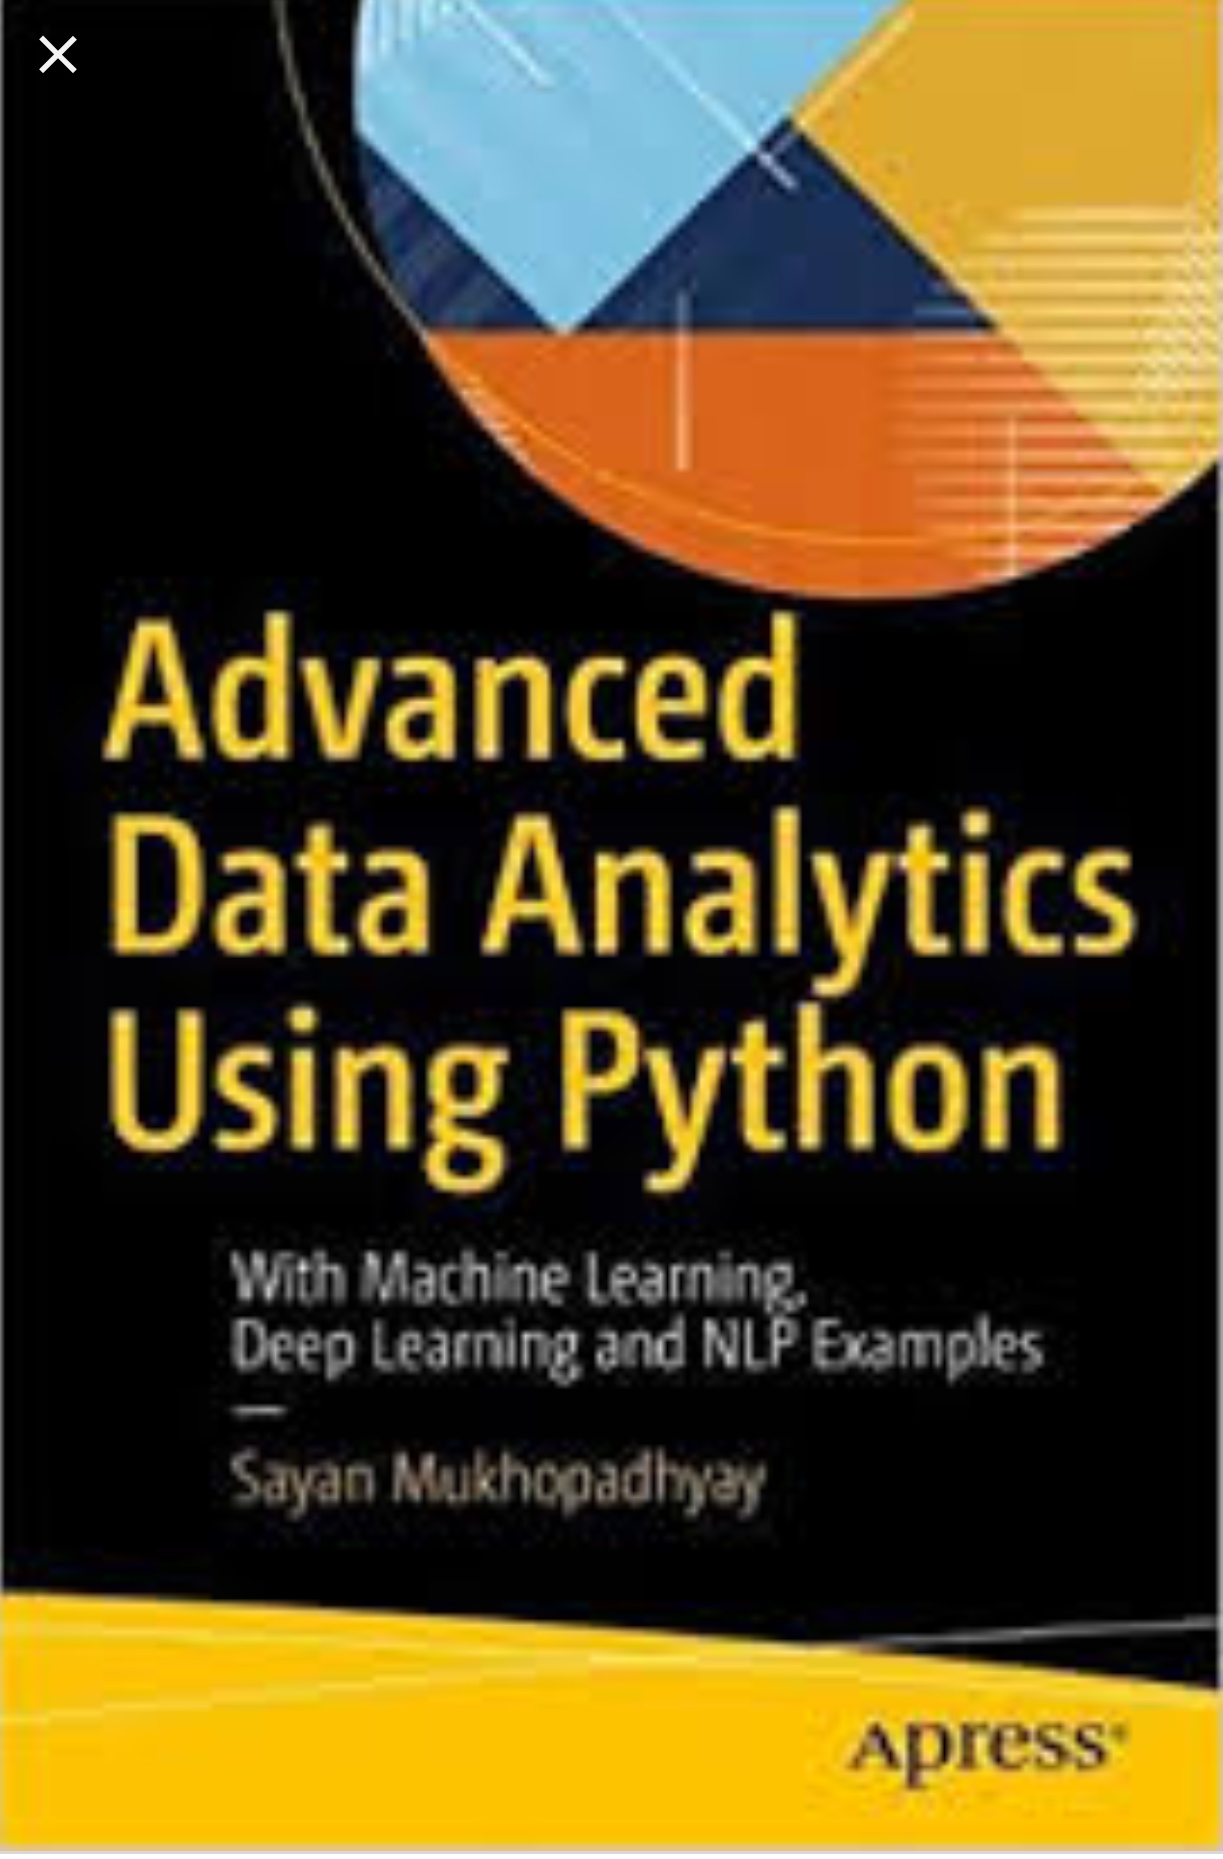 Advanced
Data Analytics
Using Python
With Machine Learning,
Deep Learning and NLP Examples
—
Sayan Mukhopadhyay
Apress®